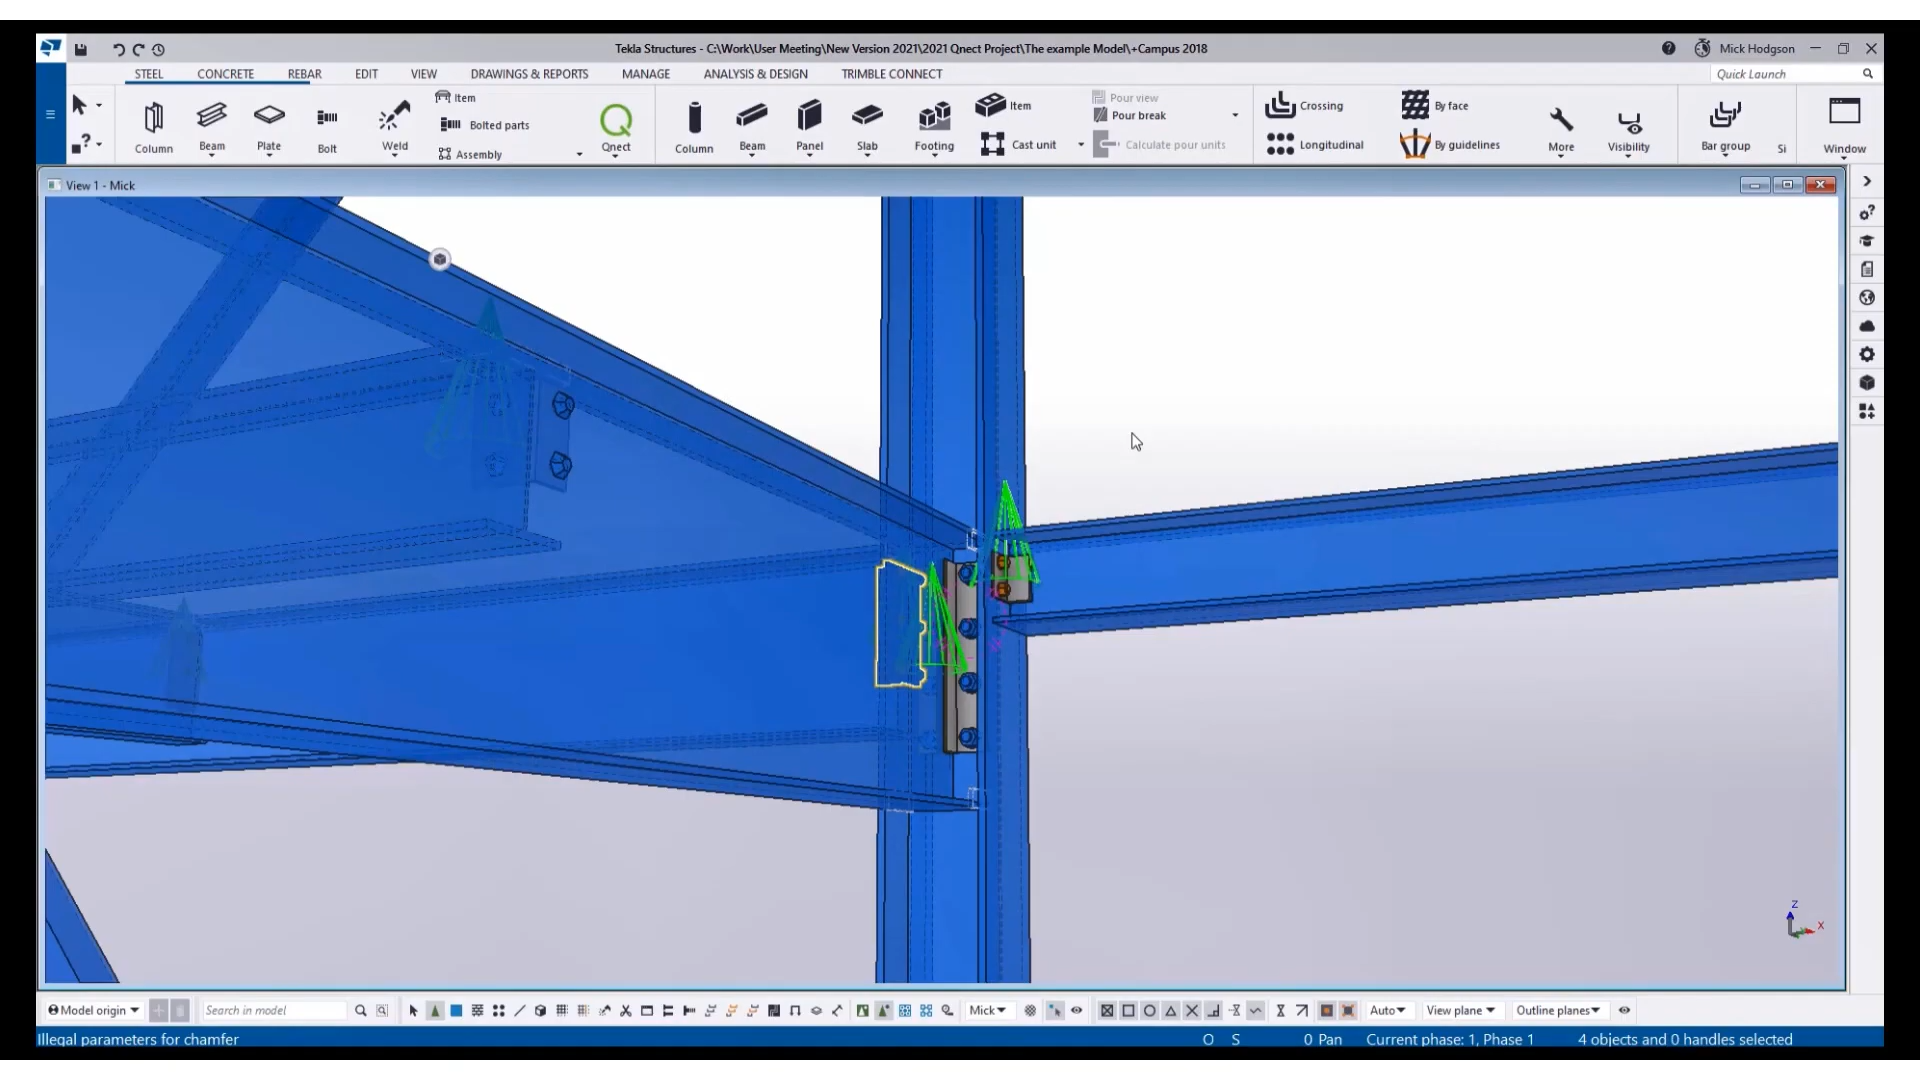 Tekla Structures - C:\Work\User Meeting\New Version 2021\2021 Qnect Project\The example Model\+Campus 2018
Mick Hodgson
STEEL CONCRETE REBAR EDIT VIEW DRAWINGS & REPORTS MANAGE ANALYSIS & DESIGN TRIMBLE CONNECT
Quick Launch
Item
Bolted parts
Assembly
Column Beam Plate Bolt Weld Qnect
Column Beam Panel Slab Footing
Item
Cast unit
Pour view
Pour break
Calculate pour units
Crossing
Longitudinal
By face
By guidelines
More Visibility Bar group Si Window
View 1 - Mick
Z
X
Model origin Search in model Mick Auto View plane Outline planes
Illegal parameters for chamfer O S 0 Pan Current phase: 1, Phase 1 4 objects and 0 handles selected